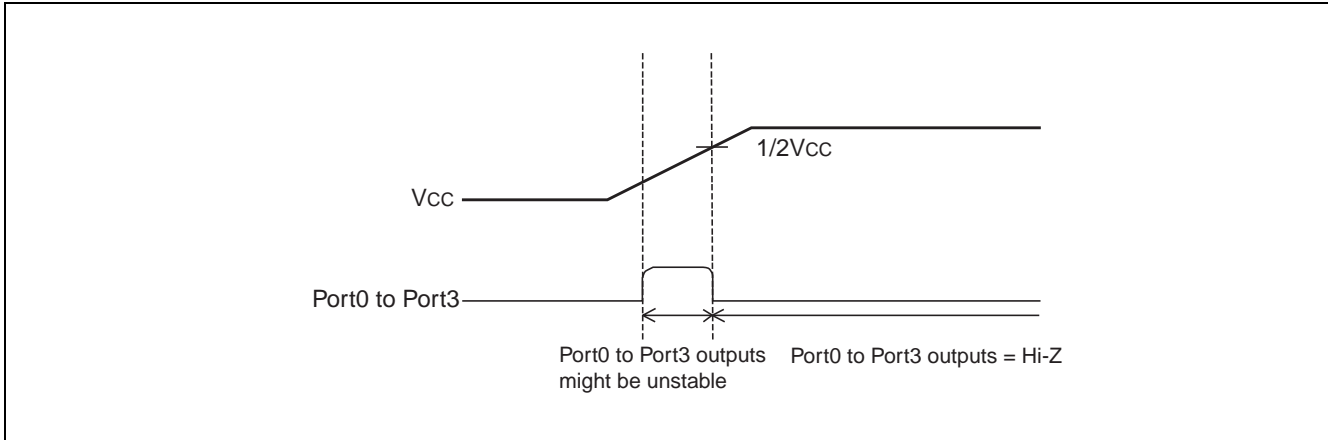 1/2VCC
VCC
Port0 to Port3
Port0 to Port3 outputs
might be unstable
Port0 to Port3 outputs = Hi-Z